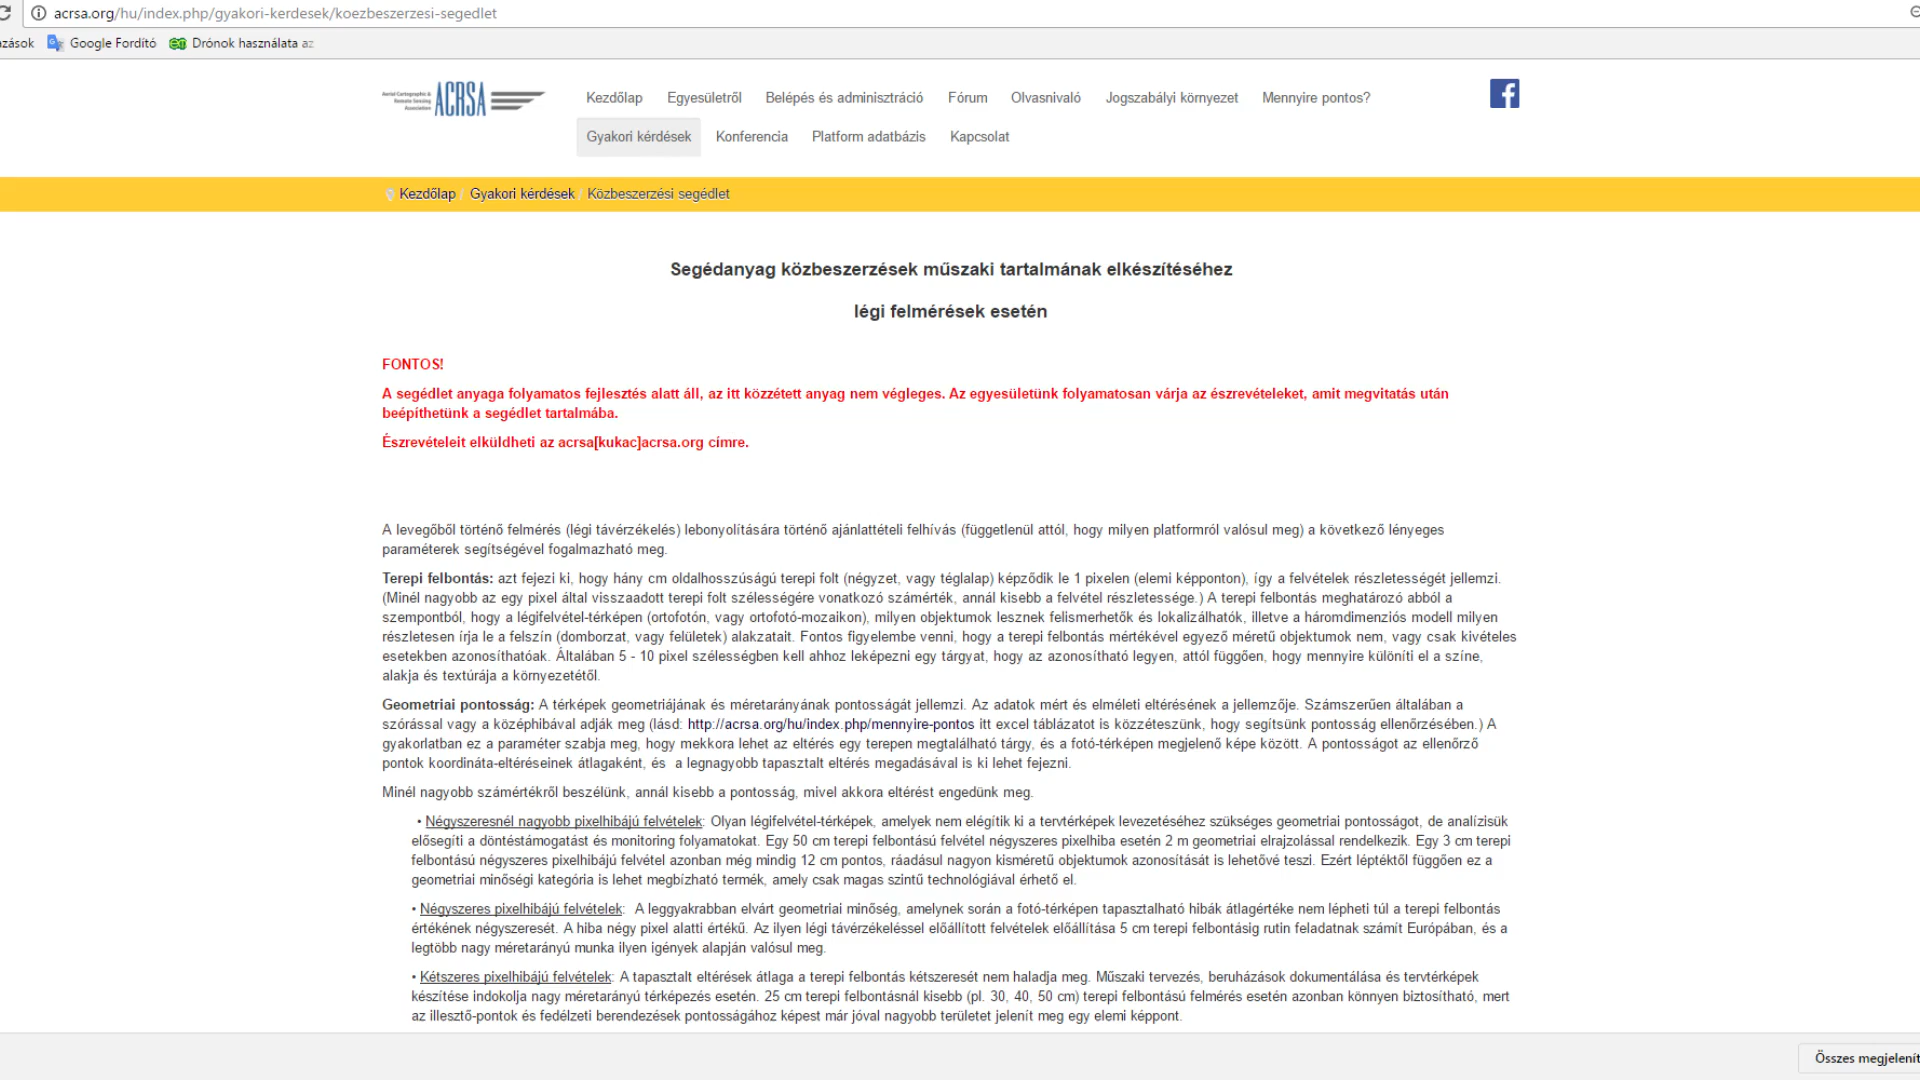 acrsa.org/hu/index.php/gyakori-kerdesek/koezbeszerzesi-segedlet
zások Google Fordító Drónok használata az
Aerial Cartographic &
Remote Sensing
Association
ACRSA
Kezdőlap Egyesületről Belépés és adminisztráció Fórum Olvasnivaló Jogszabályi környezet Mennyire pontos?
Gyakori kérdések Konferencia Platform adatbázis Kapcsolat
Kezdőlap / Gyakori kérdések / Közbeszerzési segédlet
Segédanyag közbeszerzések műszaki tartalmának elkészítéséhez
légi felmérések esetén
FONTOS!
A segédlet anyaga folyamatos fejlesztés alatt áll, az itt közzétett anyag nem végleges. Az egyesületünk folyamatosan várja az észrevételeket, amit megvitatás után
beépíthetünk a segédlet tartalmába.
Észrevételeit elküldheti az acrsa[kukac]acrsa.org címre.
A levegőből történő felmérés (légi távérzékelés) lebonyolítására történő ajánlattételi felhívás (függetlenül attól, hogy milyen platformról valósul meg) a következő lényeges
paraméterek segítségével fogalmazható meg.
Terepi felbontás: azt fejezi ki, hogy hány cm oldalhosszúságú terepi folt (négyzet, vagy téglalap) képződik le 1 pixelen (elemi képponton), így a felvételek részletességét jellemzi.
(Minél nagyobb az egy pixel által visszaadott terepi folt szélességére vonatkozó számérték, annál kisebb a felvétel részletessége.) A terepi felbontás meghatározó abból a
szempontból, hogy a légifelvétel-térképen (ortofotón, vagy ortofotó-mozaikon), milyen objektumok lesznek felismerhetők és lokalizálhatók, illetve a háromdimenziós modell milyen
részletesen írja le a felszín (domborzat, vagy felületek) alakzatait. Fontos figyelembe venni, hogy a terepi felbontás mértékével egyező méretű objektumok nem, vagy csak kivételes
esetekben azonosíthatóak. Általában 5 - 10 pixel szélességben kell ahhoz leképezni egy tárgyat, hogy az azonosítható legyen, attól függően, hogy mennyire különíti el a színe,
alakja és textúrája a környezetétől.
Geometriai pontosság: A térképek geometriájának és méretarányának pontosságát jellemzi. Az adatok mért és elméleti eltérésének a jellemzője. Számszerűen általában a
szórással vagy a középhibával adják meg (lásd: http://acrsa.org/hu/index.php/mennyire-pontos itt excel táblázatot is közzéteszünk, hogy segítsünk pontosság ellenőrzésében.) A
gyakorlatban ez a paraméter szabja meg, hogy mekkora lehet az eltérés egy terepen megtalálható tárgy, és a fotó-térképen megjelenő képe között. A pontosságot az ellenőrző
pontok koordináta-eltéréseinek átlagaként, és a legnagyobb tapasztalt eltérés megadásával is ki lehet fejezni.
Minél nagyobb számértékről beszélünk, annál kisebb a pontosság, mivel akkora eltérést engedünk meg.
• Négyszeresnél nagyobb pixelhibájú felvételek: Olyan légifelvétel-térképek, amelyek nem elégítik ki a tervtérképek levezetéséhez szükséges geometriai pontosságot, de analízisük
elősegíti a döntéstámogatást és monitoring folyamatokat. Egy 50 cm terepi felbontású felvétel négyszeres pixelhiba esetén 2 m geometriai elrajzolással rendelkezik. Egy 3 cm terepi
felbontású négyszeres pixelhibájú felvétel azonban még mindig 12 cm pontos, ráadásul nagyon kisméretű objektumok azonosítását is lehetővé teszi. Ezért léptéktől függően ez a
geometriai minőségi kategória is lehet megbízható termék, amely csak magas szintű technológiával érhető el.
• Négyszeres pixelhibájú felvételek: A leggyakrabban elvárt geometriai minőség, amelynek során a fotó-térképen tapasztalható hibák átlagértéke nem lépheti túl a terepi felbontás
értékének négyszeresét. A hiba négy pixel alatti értékű. Az ilyen légi távérzékeléssel előállított felvételek előállítása 5 cm terepi felbontásig rutin feladatnak számít Európában, és a
legtöbb nagy méretarányú munka ilyen igények alapján valósul meg.
• Kétszeres pixelhibájú felvételek: A tapasztalt eltérések átlaga a terepi felbontás kétszeresét nem haladja meg. Műszaki tervezés, beruházások dokumentálása és tervtérképek
készítése indokolja nagy méretarányú térképezés esetén. 25 cm terepi felbontásnál kisebb (pl. 30, 40, 50 cm) terepi felbontású felmérés esetén azonban könnyen biztosítható, mert
az illesztő-pontok és fedélzeti berendezések pontosságához képest már jóval nagyobb területet jelenít meg egy elemi képpont.
Összes megjelenít